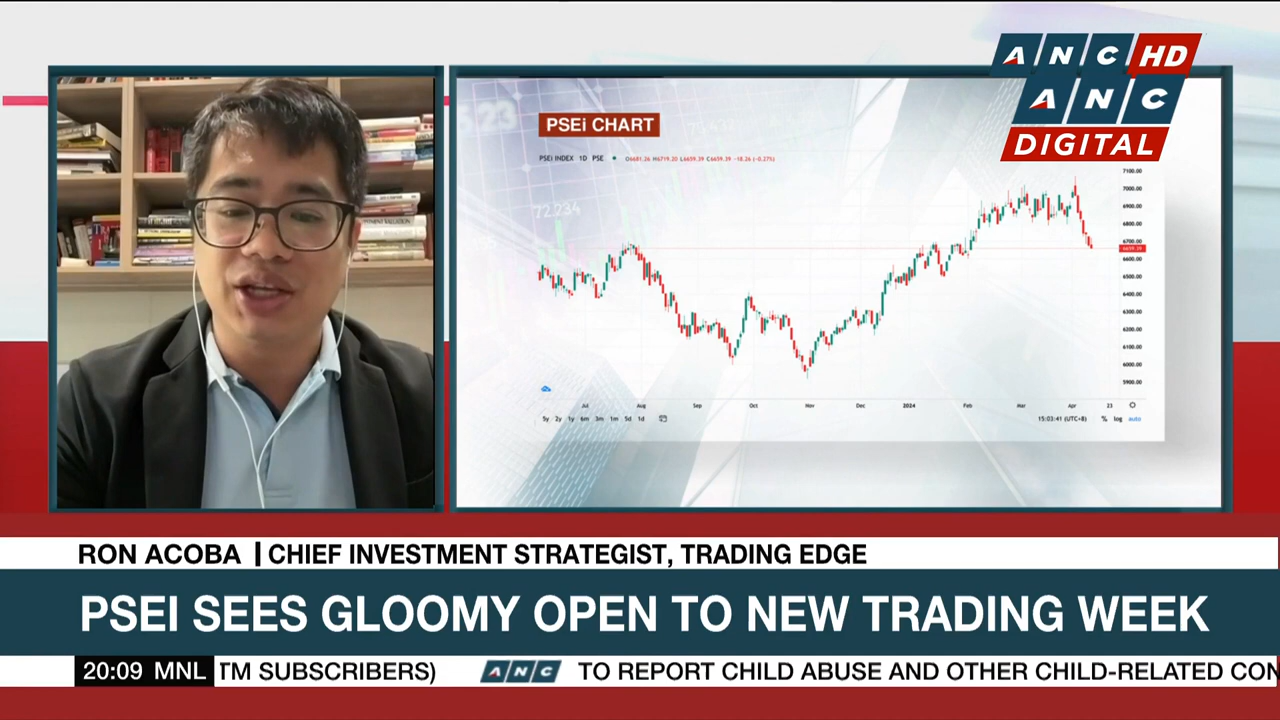 ANC HD
ANC
DIGITAL
PSEi CHART
PSEi INDEX 1D PSE O6681.26 H6719.20 L6659.39 C6659.39 -18.26 (-0.27%)
72.234
7100.00
7000.00
6900.00
6800.00
6700.00
6659.39
6600.00
6500.00
6400.00
6300.00
6200.00
6100.00
6000.00
5900.00
Jul Aug Sep Oct Nov Dec 2024 Feb Mar Apr 23
5y 2y 1y 6m 3m 1m 5d 1d 15:03:41 (UTC+8) % log auto
RON ACOBA | CHIEF INVESTMENT STRATEGIST, TRADING EDGE
PSEI SEES GLOOMY OPEN TO NEW TRADING WEEK
20:09 MNL TM SUBSCRIBERS) ANC TO REPORT CHILD ABUSE AND OTHER CHILD-RELATED CON